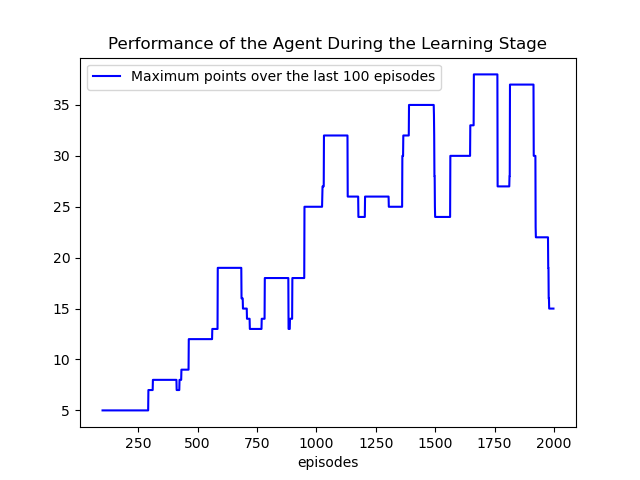 Performance of the Agent During the Learning Stage
Maximum points over the last 100 episodes
35
30
25
20
15
10
5
250 500 750 1000 1250 1500 1750 2000
episodes